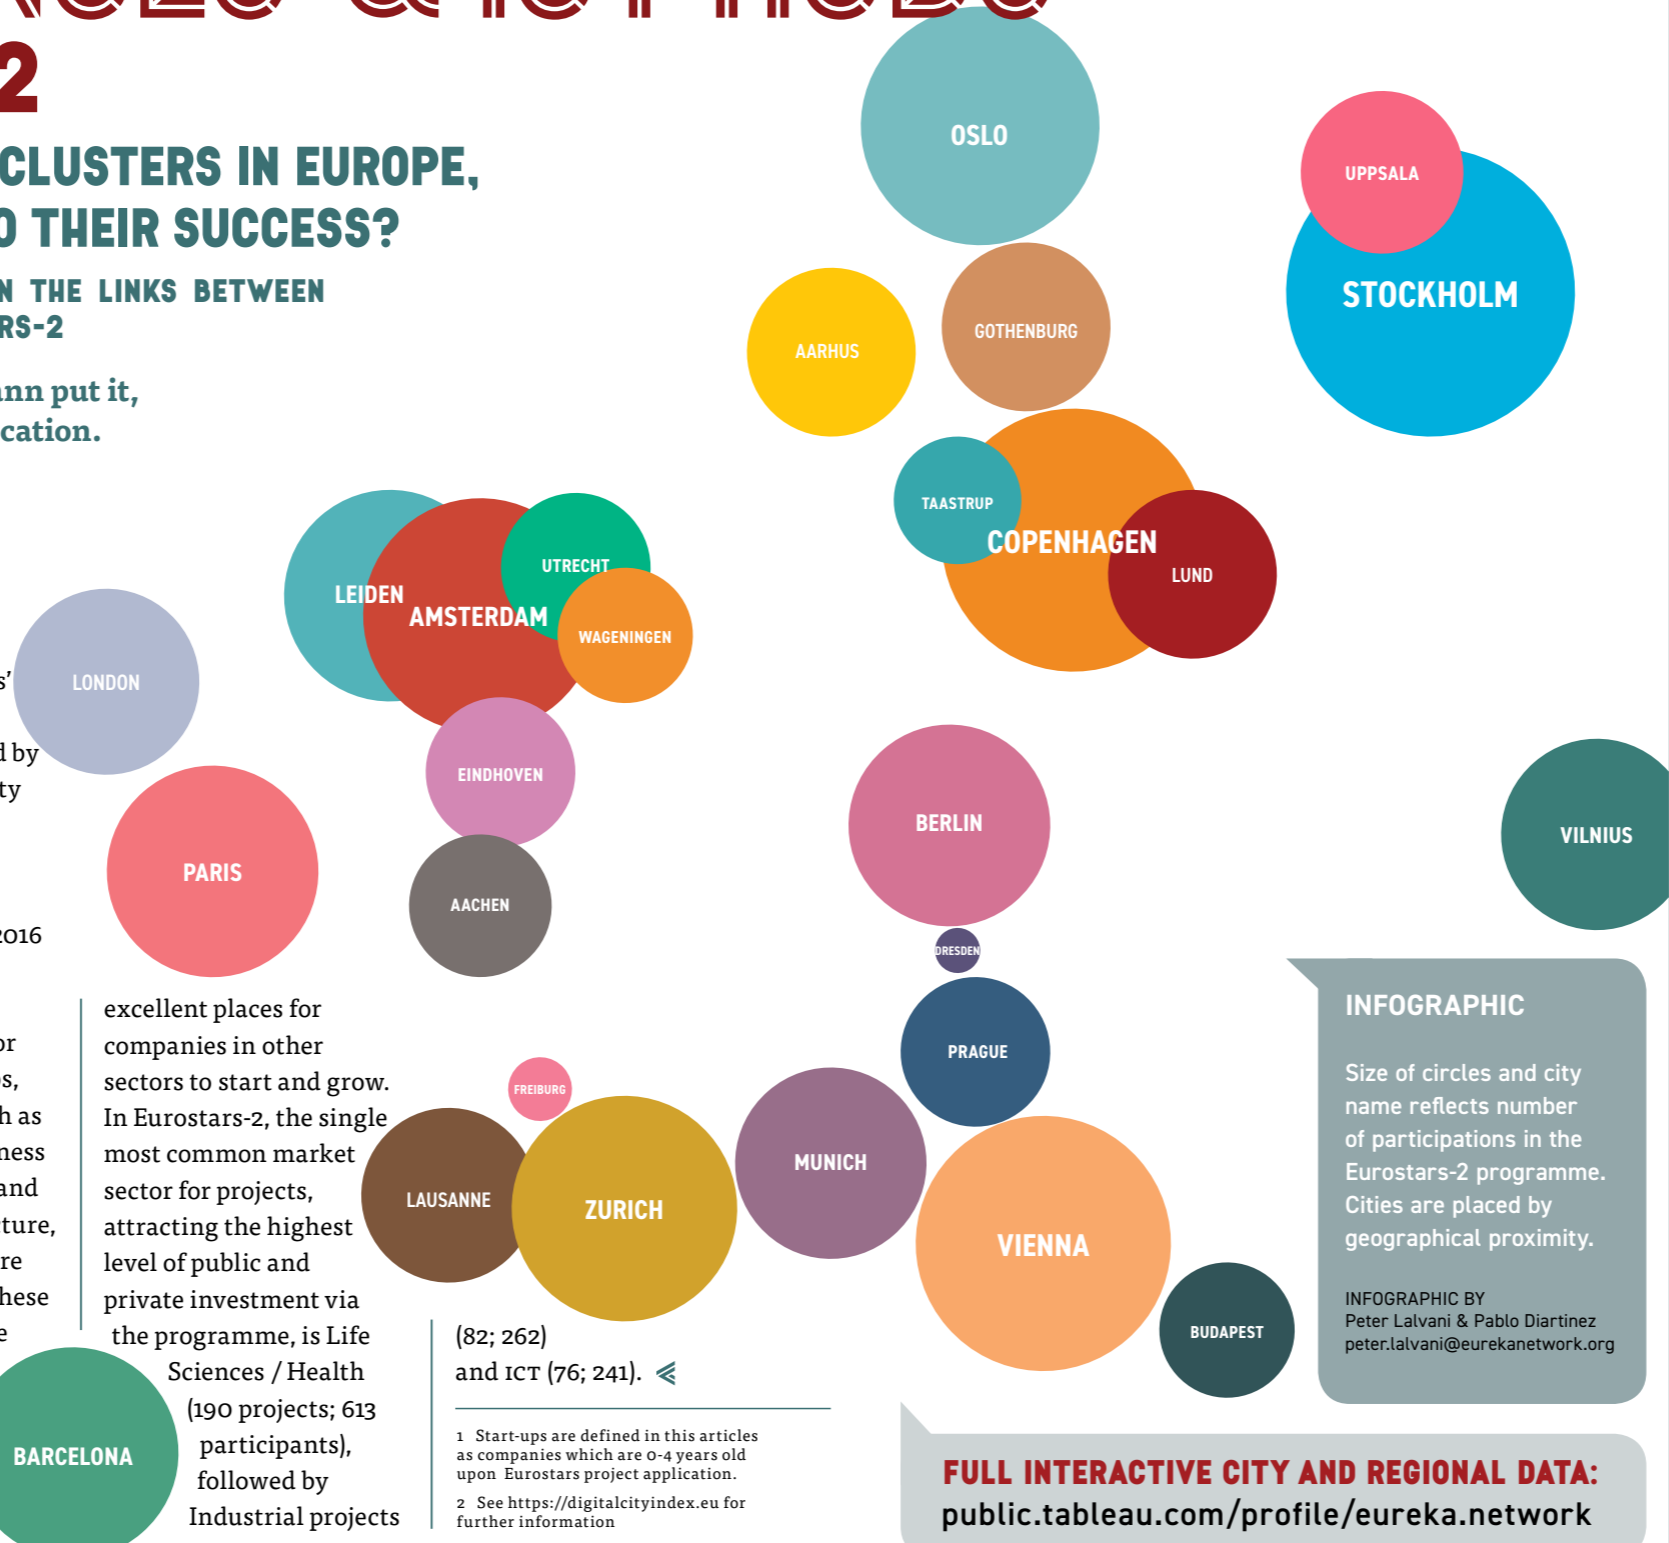 2
CLUSTERS IN EUROPE,
THEIR SUCCESS?
THE LINKS BETWEEN
RS-2
put it,
cation.
OSLO
UPPSALA
STOCKHOLM
GOTHENBURG
AARHUS
TAASTRUP
COPENHAGEN
LUND
UTRECHT
LEIDEN
AMSTERDAM
WAGENINGEN
LONDON
EINDHOVEN
PARIS
AACHEN
BERLIN
VILNIUS
DRESDEN
PRAGUE
FREIBURG
MUNICH
LAUSANNE
ZURICH
VIENNA
BUDAPEST
BARCELONA
by
2016
as
and
excellent places for
companies in other
sectors to start and grow.
In Eurostars-2, the single
most common market
sector for projects,
attracting the highest
level of public and
private investment via
the programme, is Life
Sciences / Health
(190 projects; 613
participants),
followed by
Industrial projects
(82; 262)
and ICT (76; 241).
1 Start-ups are defined in this articles
as companies which are 0-4 years old
upon Eurostars project application.
2 See https://digitalcityindex.eu for
further information
INFOGRAPHIC
Size of circles and city
name reflects number
of participations in the
Eurostars-2 programme.
Cities are placed by
geographical proximity.
INFOGRAPHIC BY
Peter Lalvani & Pablo Diartinez
peter.lalvani@eurekanetwork.org
FULL INTERACTIVE CITY AND REGIONAL DATA:
public.tableau.com/profile/eureka.network